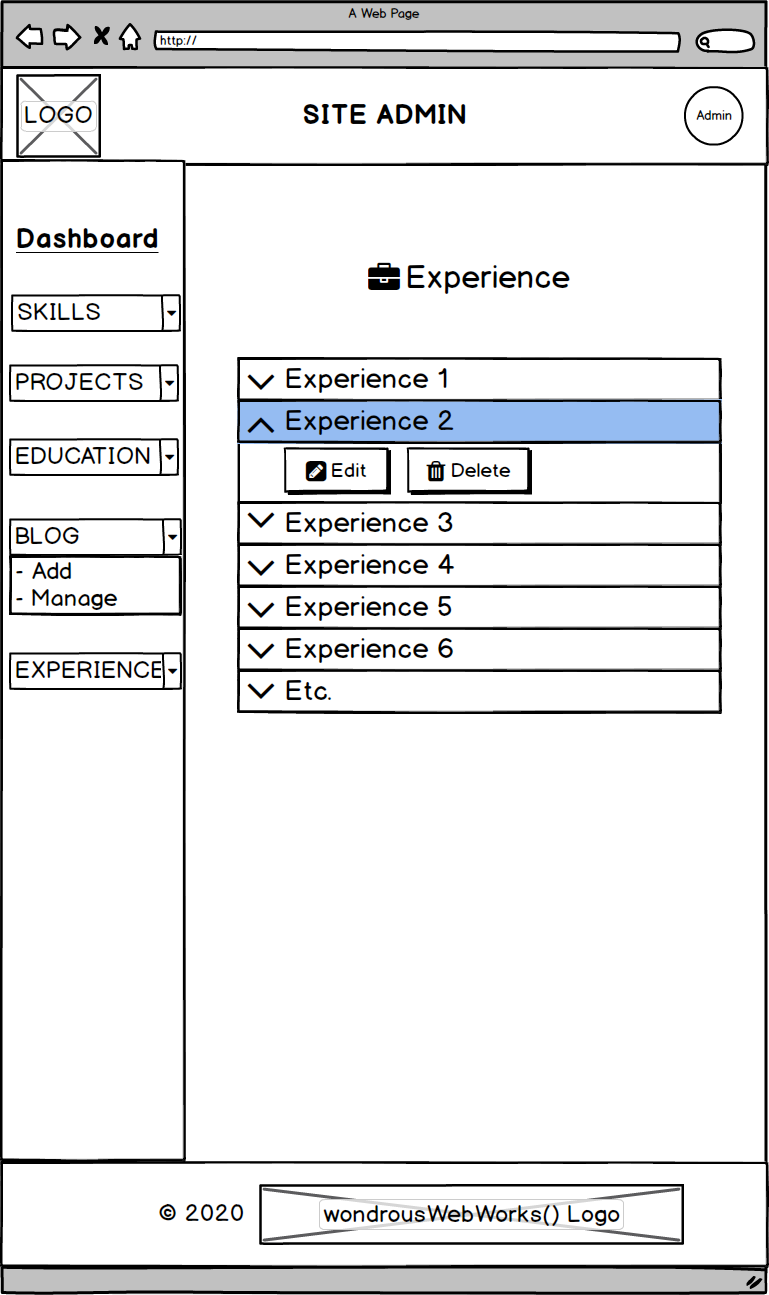 A Web Page
http://
LOGO
SITE ADMIN
Admin
Dashboard
SKILLS
PROJECTS
EDUCATION
BLOG
- Add
- Manage
EXPERIENCE
Experience
Experience 1
Experience 2
Edit
Delete
Experience 3
Experience 4
Experience 5
Experience 6
Etc.
© 2020
wondrousWebWorks() Logo